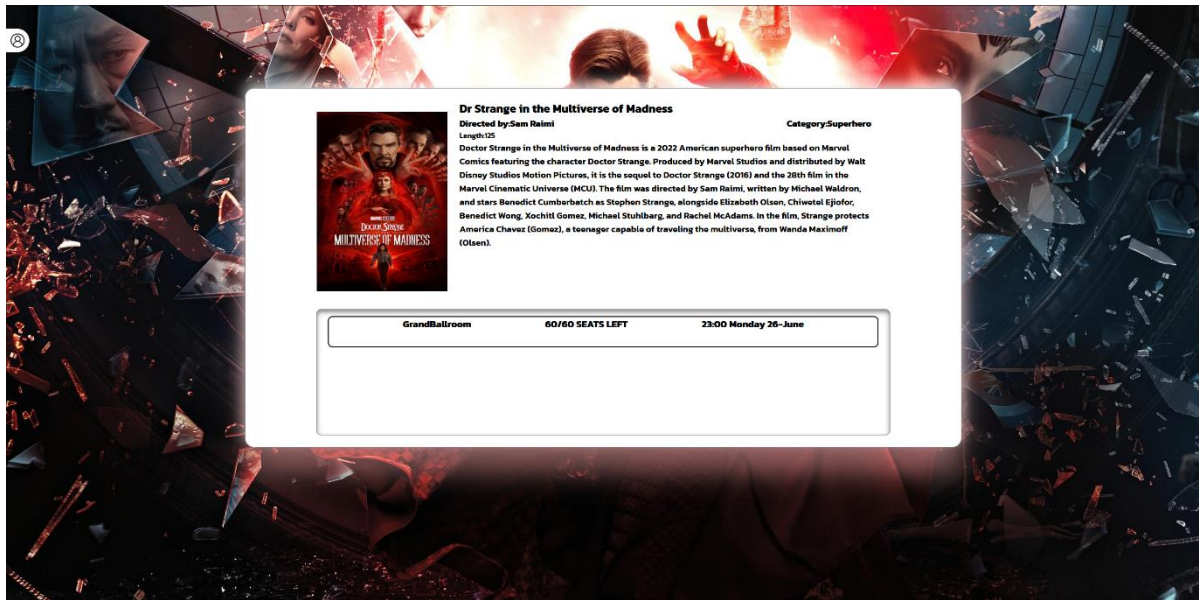 Dr Strange in the Multiverse of Madness
Directed by:Sam Raimi Category:Superhero
Length:125
Doctor Strange in the Multiverse of Madness is a 2022 American superhero film based on Marvel
Comics featuring the character Doctor Strange. Produced by Marvel Studios and distributed by Walt
Disney Studios Motion Pictures, it is the sequel to Doctor Strange (2016) and the 28th film in the
Marvel Cinematic Universe (MCU). The film was directed by Sam Raimi, written by Michael Waldron,
and stars Benedict Cumberbatch as Stephen Strange, alongside Elizabeth Olsen, Chiwetel Ejiofor,
Benedict Wong, Xochitl Gomez, Michael Stuhlbarg, and Rachel McAdams. In the film, Strange protects
America Chavez (Gomez), a teenager capable of traveling the multiverse, from Wanda Maximoff
(Olsen).
MARVEL STUDIOS
DOCTOR STRANGE
MULTIVERSE OF MADNESS
GrandBallroom 60/60 SEATS LEFT 23:00 Monday 26-June